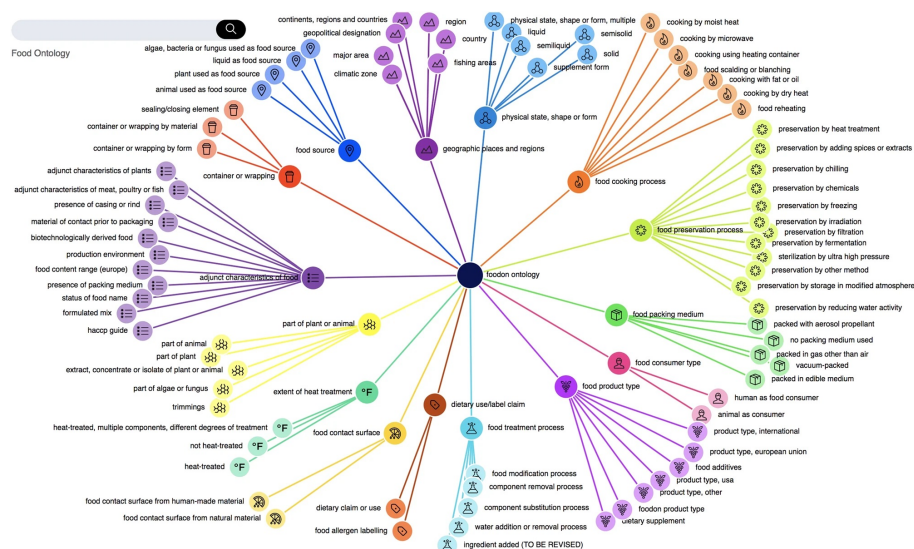 Food Ontology
continents, regions and countries
geopolitical designation
major area
climatic zone
region
country
fishing areas
geographic places and regions
physical state, shape or form, multiple
liquid
semiliquid
supplement form
semisolid
solid
physical state, shape or form
cooking by moist heat
cooking by microwave
cooking using heating container
food scalding or blanching
cooking with fat or oil
cooking by dry heat
food reheating
food cooking process
algae, bacteria or fungus used as food source
liquid as food source
plant used as food source
animal used as food source
food source
sealing/closing element
container or wrapping by material
container or wrapping by form
container or wrapping
preservation by heat treatment
preservation by adding spices or extracts
preservation by chilling
preservation by chemicals
preservation by freezing
preservation by irradiation
preservation by filtration
preservation by fermentation
sterilization by ultra high pressure
preservation by other method
preservation by storage in modified atmosphere
preservation by reducing water activity
food preservation process
adjunct characteristics of plants
adjunct characteristics of meat, poultry or fish
presence of casing or rind
material of contact prior to packaging
biotechnologically derived food
production environment
food content range (europe)
presence of packing medium
status of food name
formulated mix
haccp guide
adjunct characteristics of food
foodon ontology
food packing medium
packed with aerosol propellant
no packing medium used
packed in gas other than air
vacuum-packed
packed in edible medium
part of plant or animal
part of animal
part of plant
extract, concentrate or isolate of plant or animal
part of algae or fungus
trimmings
food consumer type
human as food consumer
animal as consumer
extent of heat treatment
°F
heat-treated, multiple components, different degrees of treatment
°F
not heat-treated
°F
heat-treated
°F
food contact surface
food contact surface from human-made material
food contact surface from natural material
dietary use/label claim
dietary claim or use
food allergen labelling
food treatment process
food modification process
component removal process
component substitution process
water addition or removal process
ingredient added (TO BE REVISED)
food product type
product type, international
product type, european union
food additives
product type, usa
product type, other
foodon product type
dietary supplement